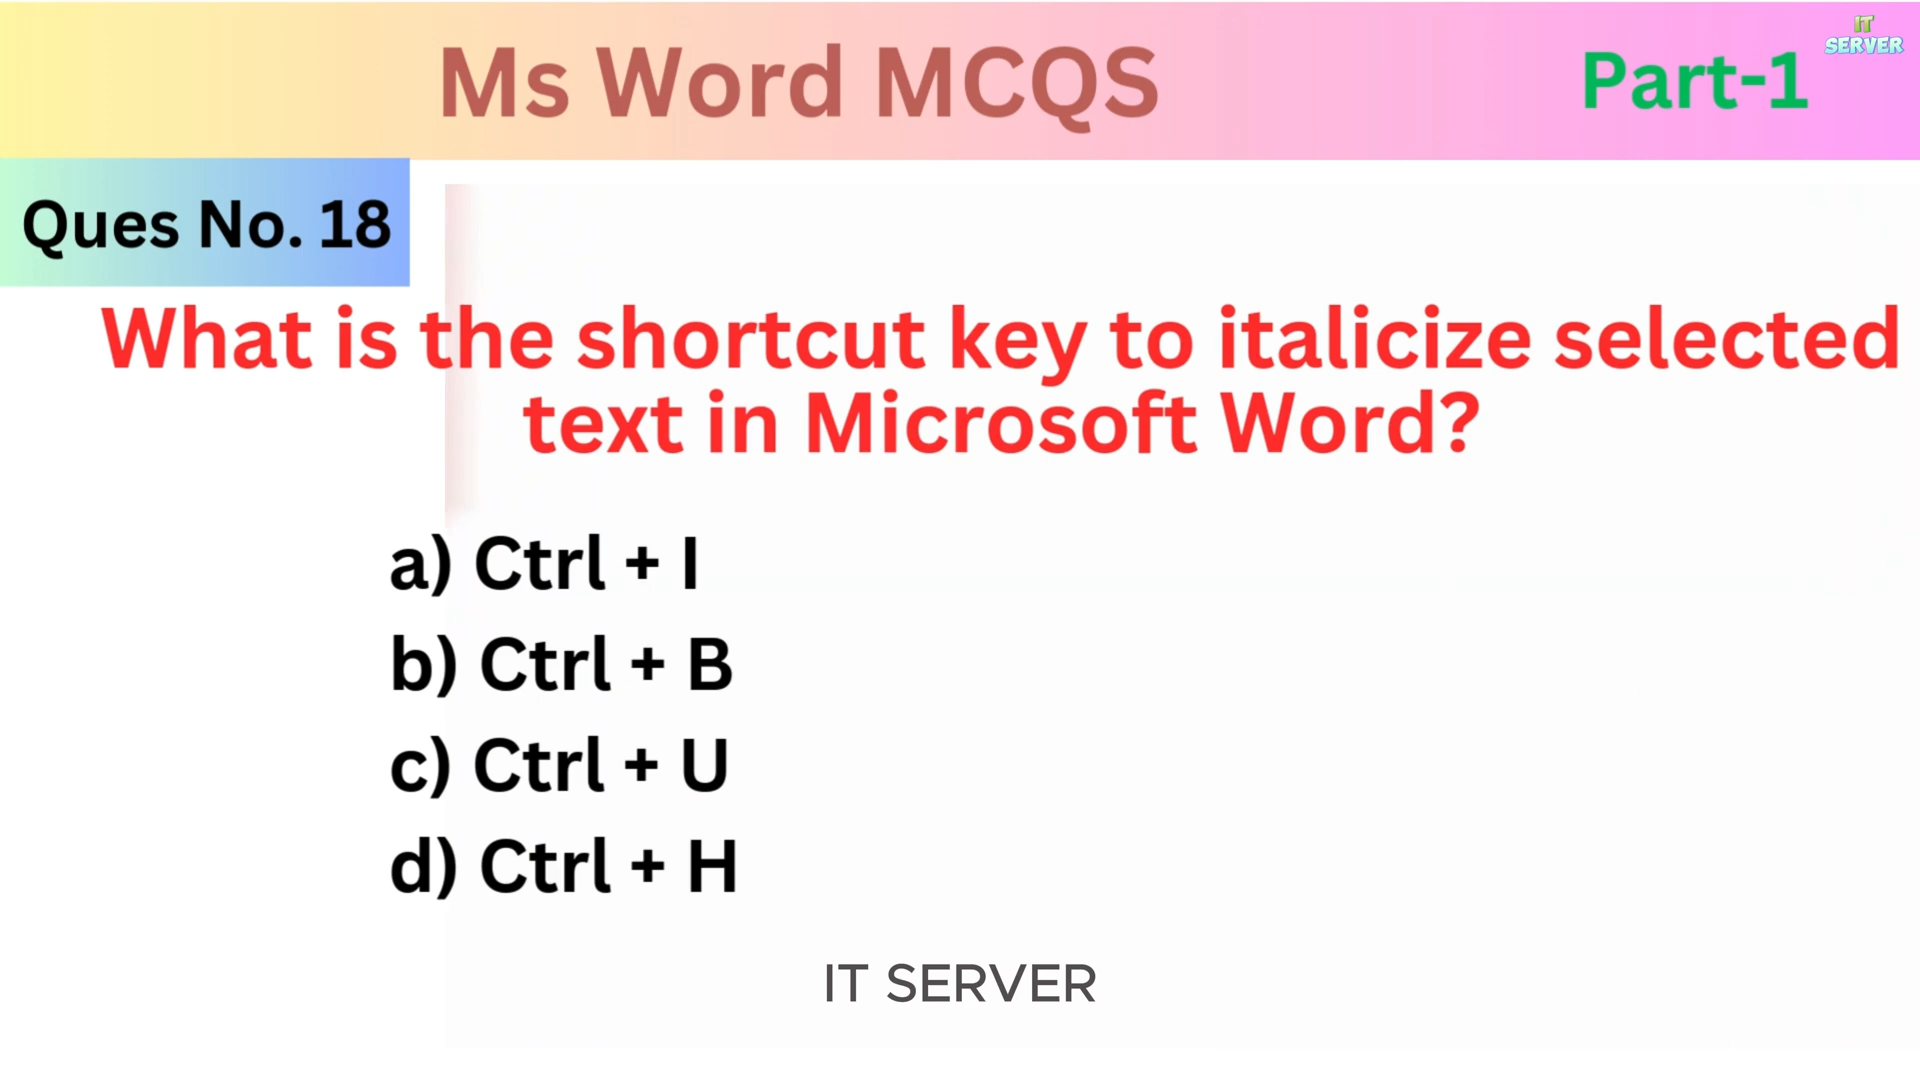 Ms Word MCQS
Part-1
IT
SERVER
Ques No. 18
What is the shortcut key to italicize selected
text in Microsoft Word?
a) Ctrl + I
b) Ctrl + B
c) Ctrl + U
d) Ctrl + H
IT SERVER